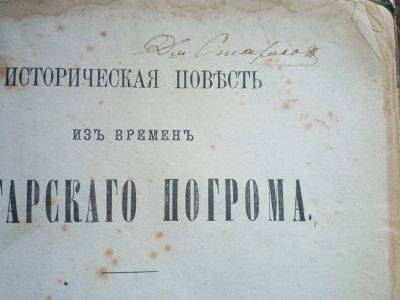 ИСТОРИЧЕСКАЯ ПОВѢСТЬ
ИЗЪ ВРЕМЕНЪ
ТАРСКАГО ПОГРОМА.